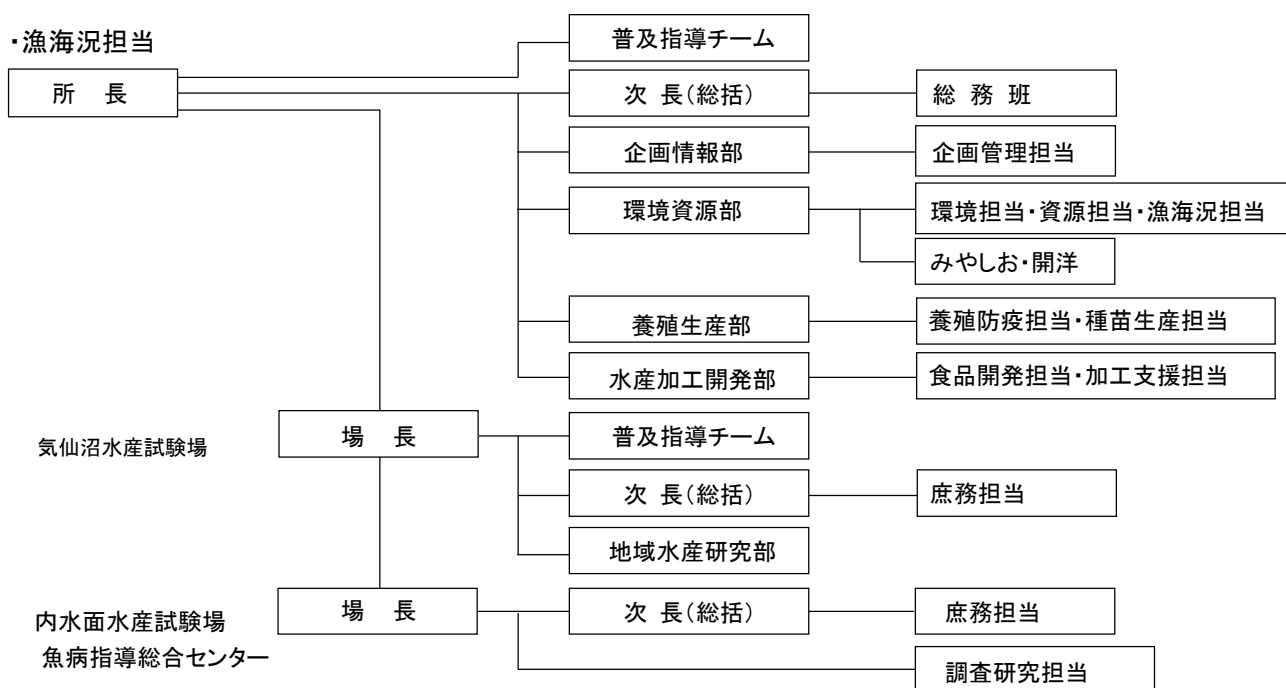 ・漁海況担当
所　長
普及指導チーム
次 長(総括)
総 務 班
企画情報部
企画管理担当
環境資源部
環境担当・資源担当・漁海況担当
みやしお・開洋
養殖生産部
養殖防疫担当・種苗生産担当
水産加工開発部
食品開発担当・加工支援担当
気仙沼水産試験場
場　長
普及指導チーム
次 長(総括)
庶務担当
地域水産研究部
内水面水産試験場
魚病指導総合センター
場　長
次 長(総括)
庶務担当
調査研究担当